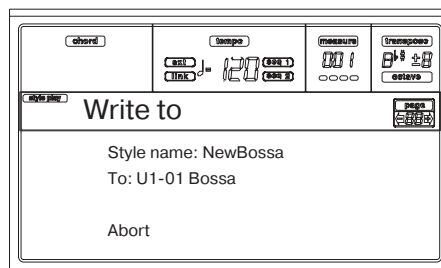 chord
tempo
measure
transpose
ext
link
♩= 120
seq 1
seq 2
001
octave
style play
Write to
page
Style name: NewBossa
To: U1-01 Bossa
Abort